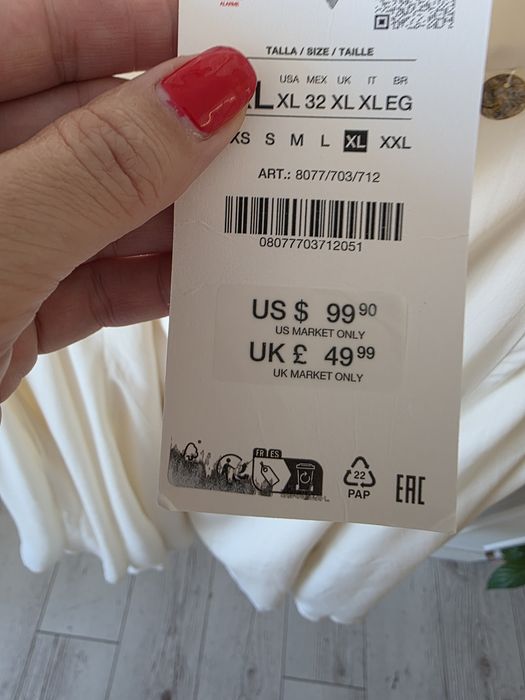 ALARME
TALLA / SIZE / TAILLE
USA MEX UK IT BR
L XL 32 XL XL EG
XS S M L XL XXL
ART.: 8077/703/712
08077703712051
US $ 99 90
US MARKET ONLY
UK £ 49 99
UK MARKET ONLY
FR ES
22
PAP
EAC